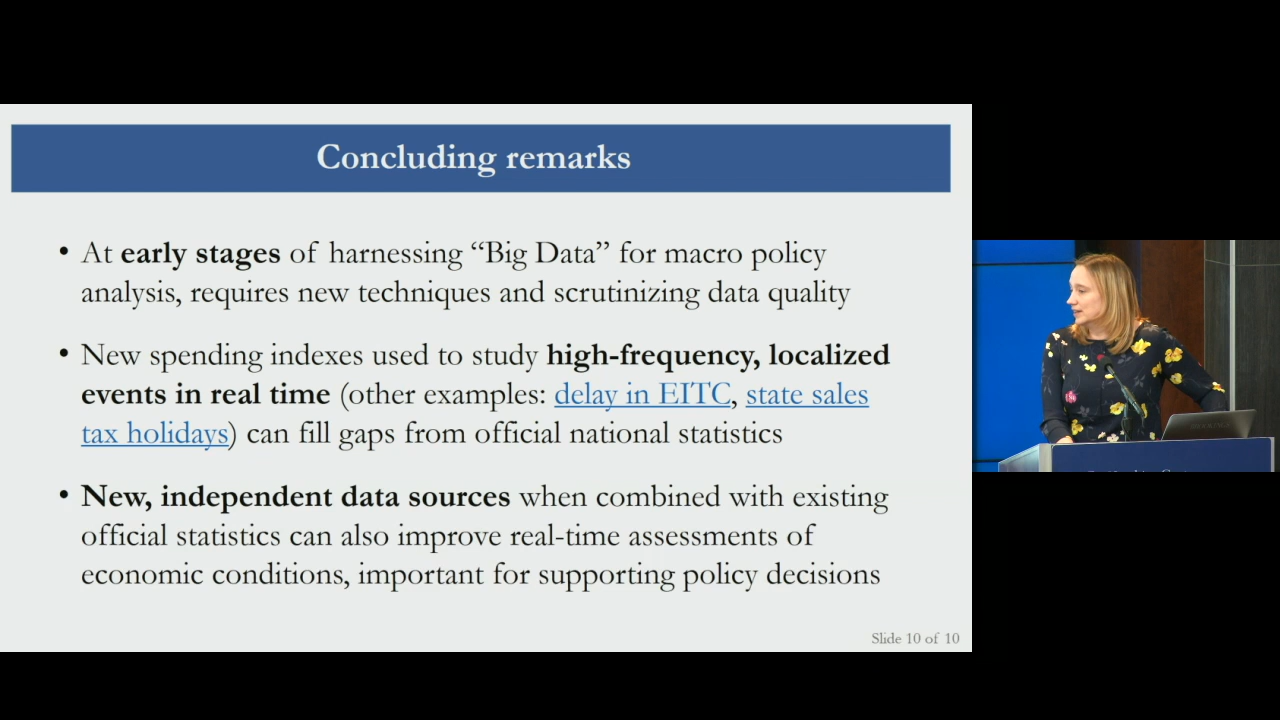 Concluding remarks
• At early stages of harnessing “Big Data” for macro policy
analysis, requires new techniques and scrutinizing data quality
• New spending indexes used to study high-frequency, localized
events in real time (other examples: delay in EITC, state sales
tax holidays) can fill gaps from official national statistics
• New, independent data sources when combined with existing
official statistics can also improve real-time assessments of
economic conditions, important for supporting policy decisions
Slide 10 of 10